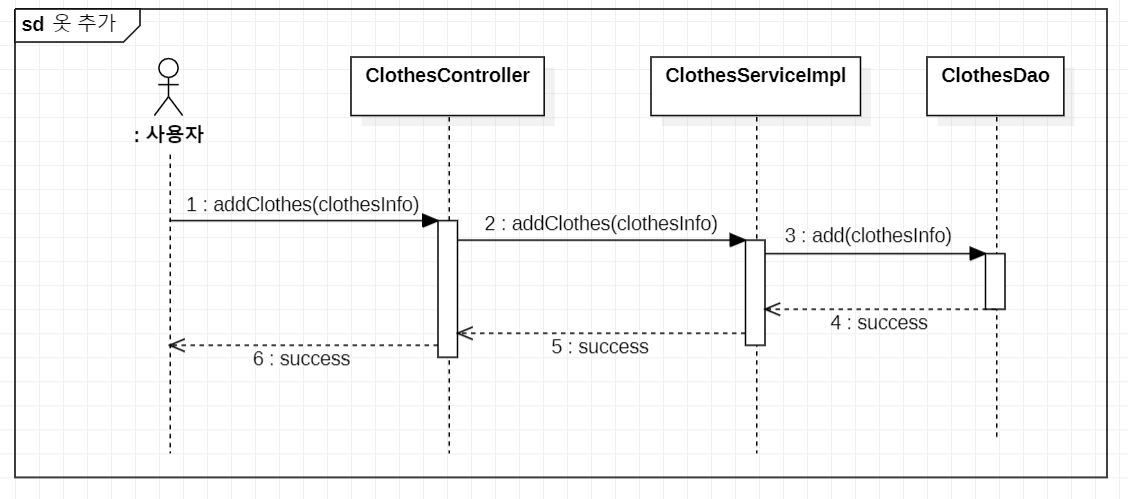 sd 옷 추가
ClothesController
ClothesServiceImpl
ClothesDao
: 사용자
1 : addClothes(clothesInfo)
2 : addClothes(clothesInfo)
3 : add(clothesInfo)
4 : success
5 : success
6 : success